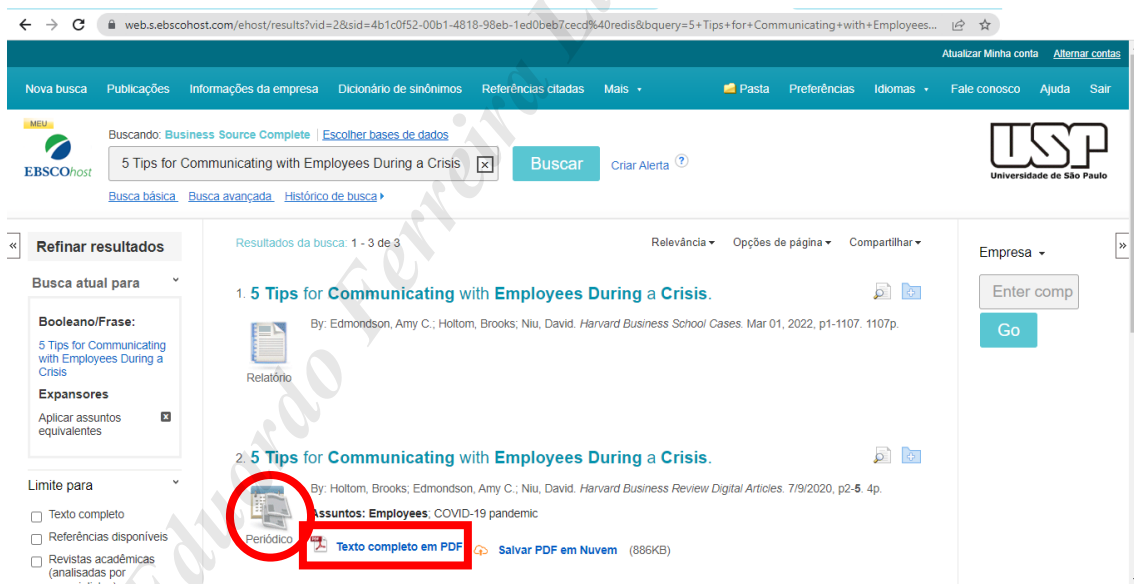 web.s.ebscohost.com/ehost/results?vid=2&sid=4b1c0f52-00b1-4818-98eb-1ed0beb7cecd%40redis&bquery=5+Tips+for+Communicating+with+Employees...
Atualizar Minha conta Alternar contas
Nova busca Publicações Informações da empresa Dicionário de sinônimos Referências citadas Mais Pasta Preferências Idiomas Fale conosco Ajuda Sair
MEU
EBSCOhost
Buscando: Business Source Complete Escolher bases de dados
5 Tips for Communicating with Employees During a Crisis x Buscar Criar Alerta ?
Busca básica Busca avançada Histórico de busca
USP
Universidade de São Paulo
« Refinar resultados
Busca atual para
Booleano/Frase:
5 Tips for Communicating
with Employees During a
Crisis
Expansores
Aplicar assuntos x
equivalentes
Limite para
Texto completo
Referências disponíveis
Revistas acadêmicas
(analisadas por
Resultados da busca: 1 - 3 de 3 Relevância Opções de página Compartilhar
1. 5 Tips for Communicating with Employees During a Crisis.
By: Edmondson, Amy C.; Holtom, Brooks; Niu, David. Harvard Business School Cases. Mar 01, 2022, p1-1107. 1107p.
Relatório
2. 5 Tips for Communicating with Employees During a Crisis.
By: Holtom, Brooks; Edmondson, Amy C.; Niu, David. Harvard Business Review Digital Articles. 7/9/2020, p2-5. 4p.
Assuntos: Employees; COVID-19 pandemic
Periódico
Texto completo em PDF Salvar PDF em Nuvem (886KB)
Empresa »
Enter comp
Go
Eduardo Ferreira